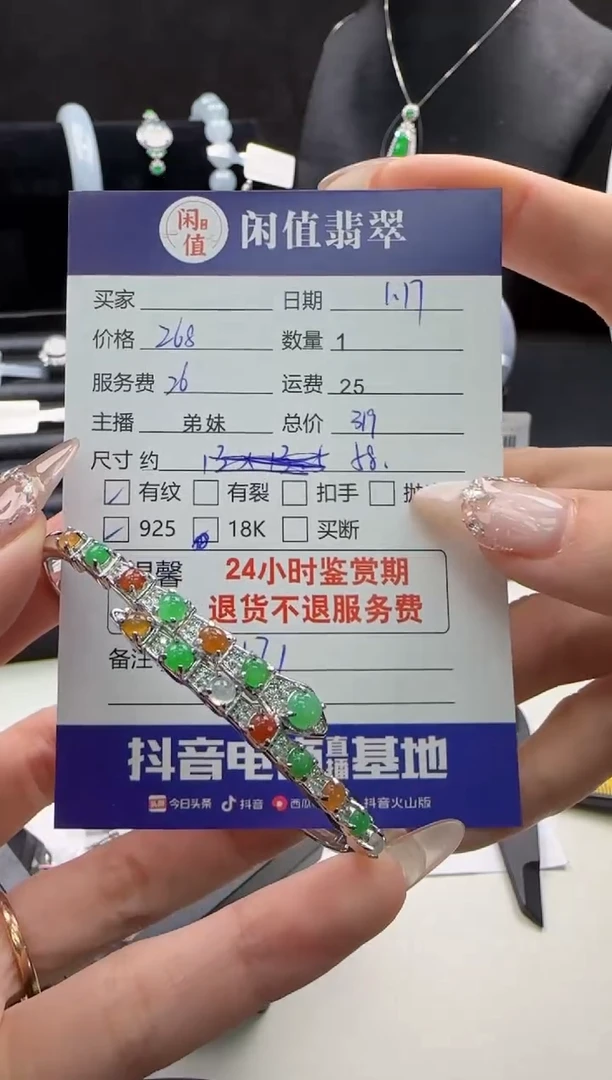 闲值
闲值翡翠
买家 日期 1.17
价格 268 数量 1
服务费 26 运费 25
主播 弟妹 总价 319
尺寸 约 58.
有纹 有裂 扣手
925 18K 买断
馨 24小时鉴赏期
退货不退服务费
备注
抖音电 直播 基地
今日头条 抖音 西瓜 抖音火山版